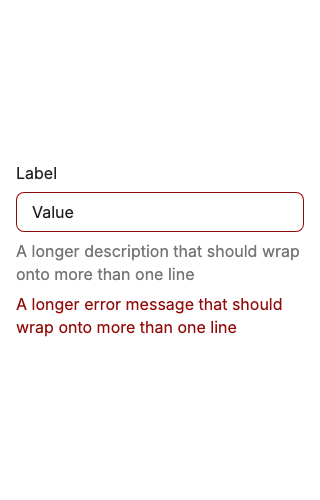 Label
Value
A longer description that should wrap
onto more than one line
A longer error message that should
wrap onto more than one line